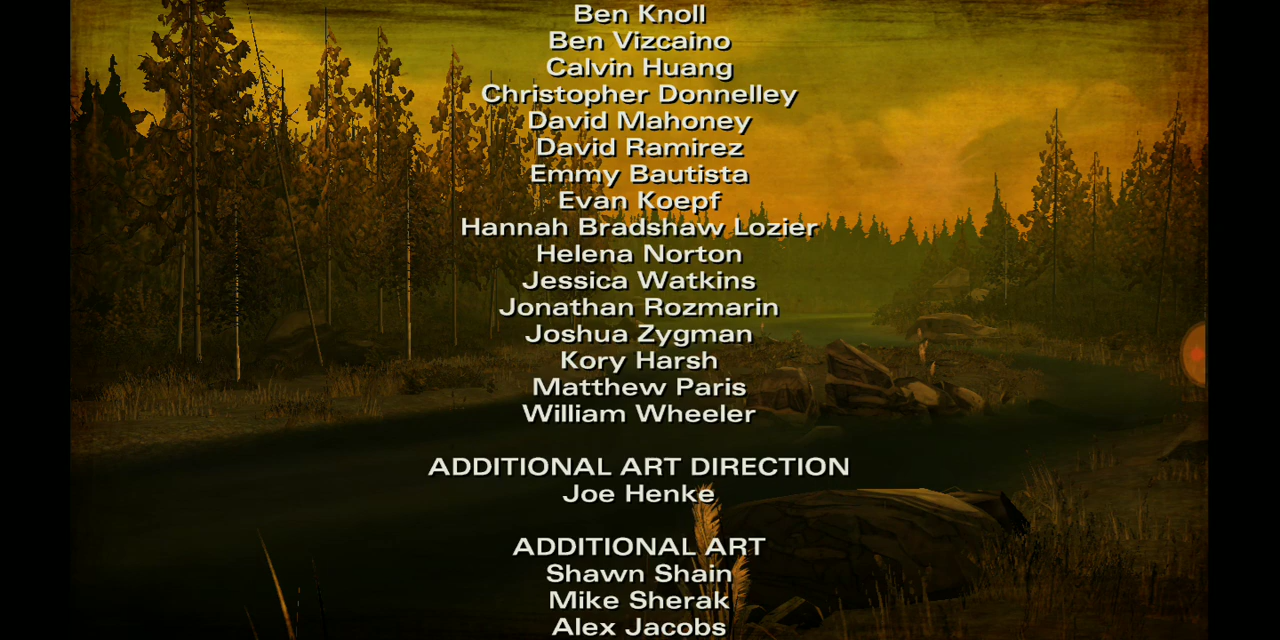 Ben Knoll
Ben Vizcaino
Calvin Huang
Christopher Donnelley
David Mahoney
David Ramirez
Emmy Bautista
Evan Koepf
Hannah Bradshaw Lozier
Helena Norton
Jessica Watkins
Jonathan Rozmarin
Joshua Zygman
Kory Harsh
Matthew Paris
William Wheeler
ADDITIONAL ART DIRECTION
Joe Henke
ADDITIONAL ART
Shawn Shain
Mike Sherak
Alex Jacobs